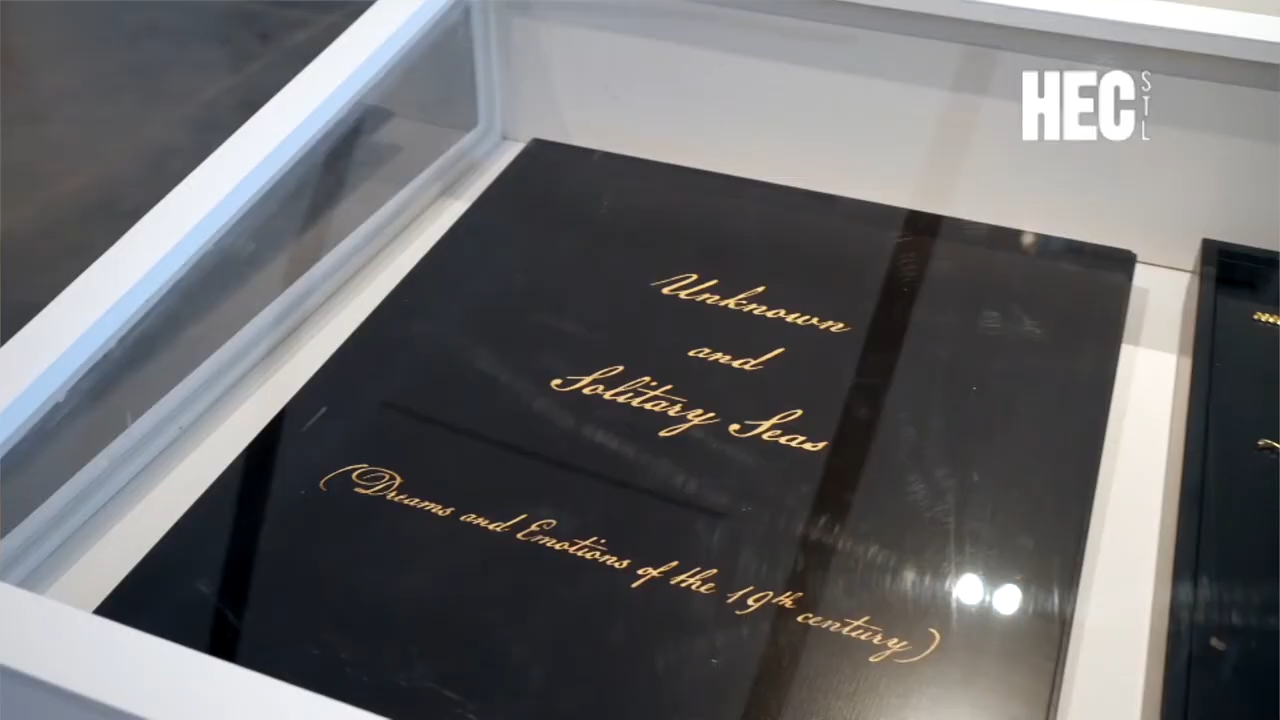 HEC
STL
Unknown
and
Solitary Seas
(Dreams and Emotions of the 19th century)